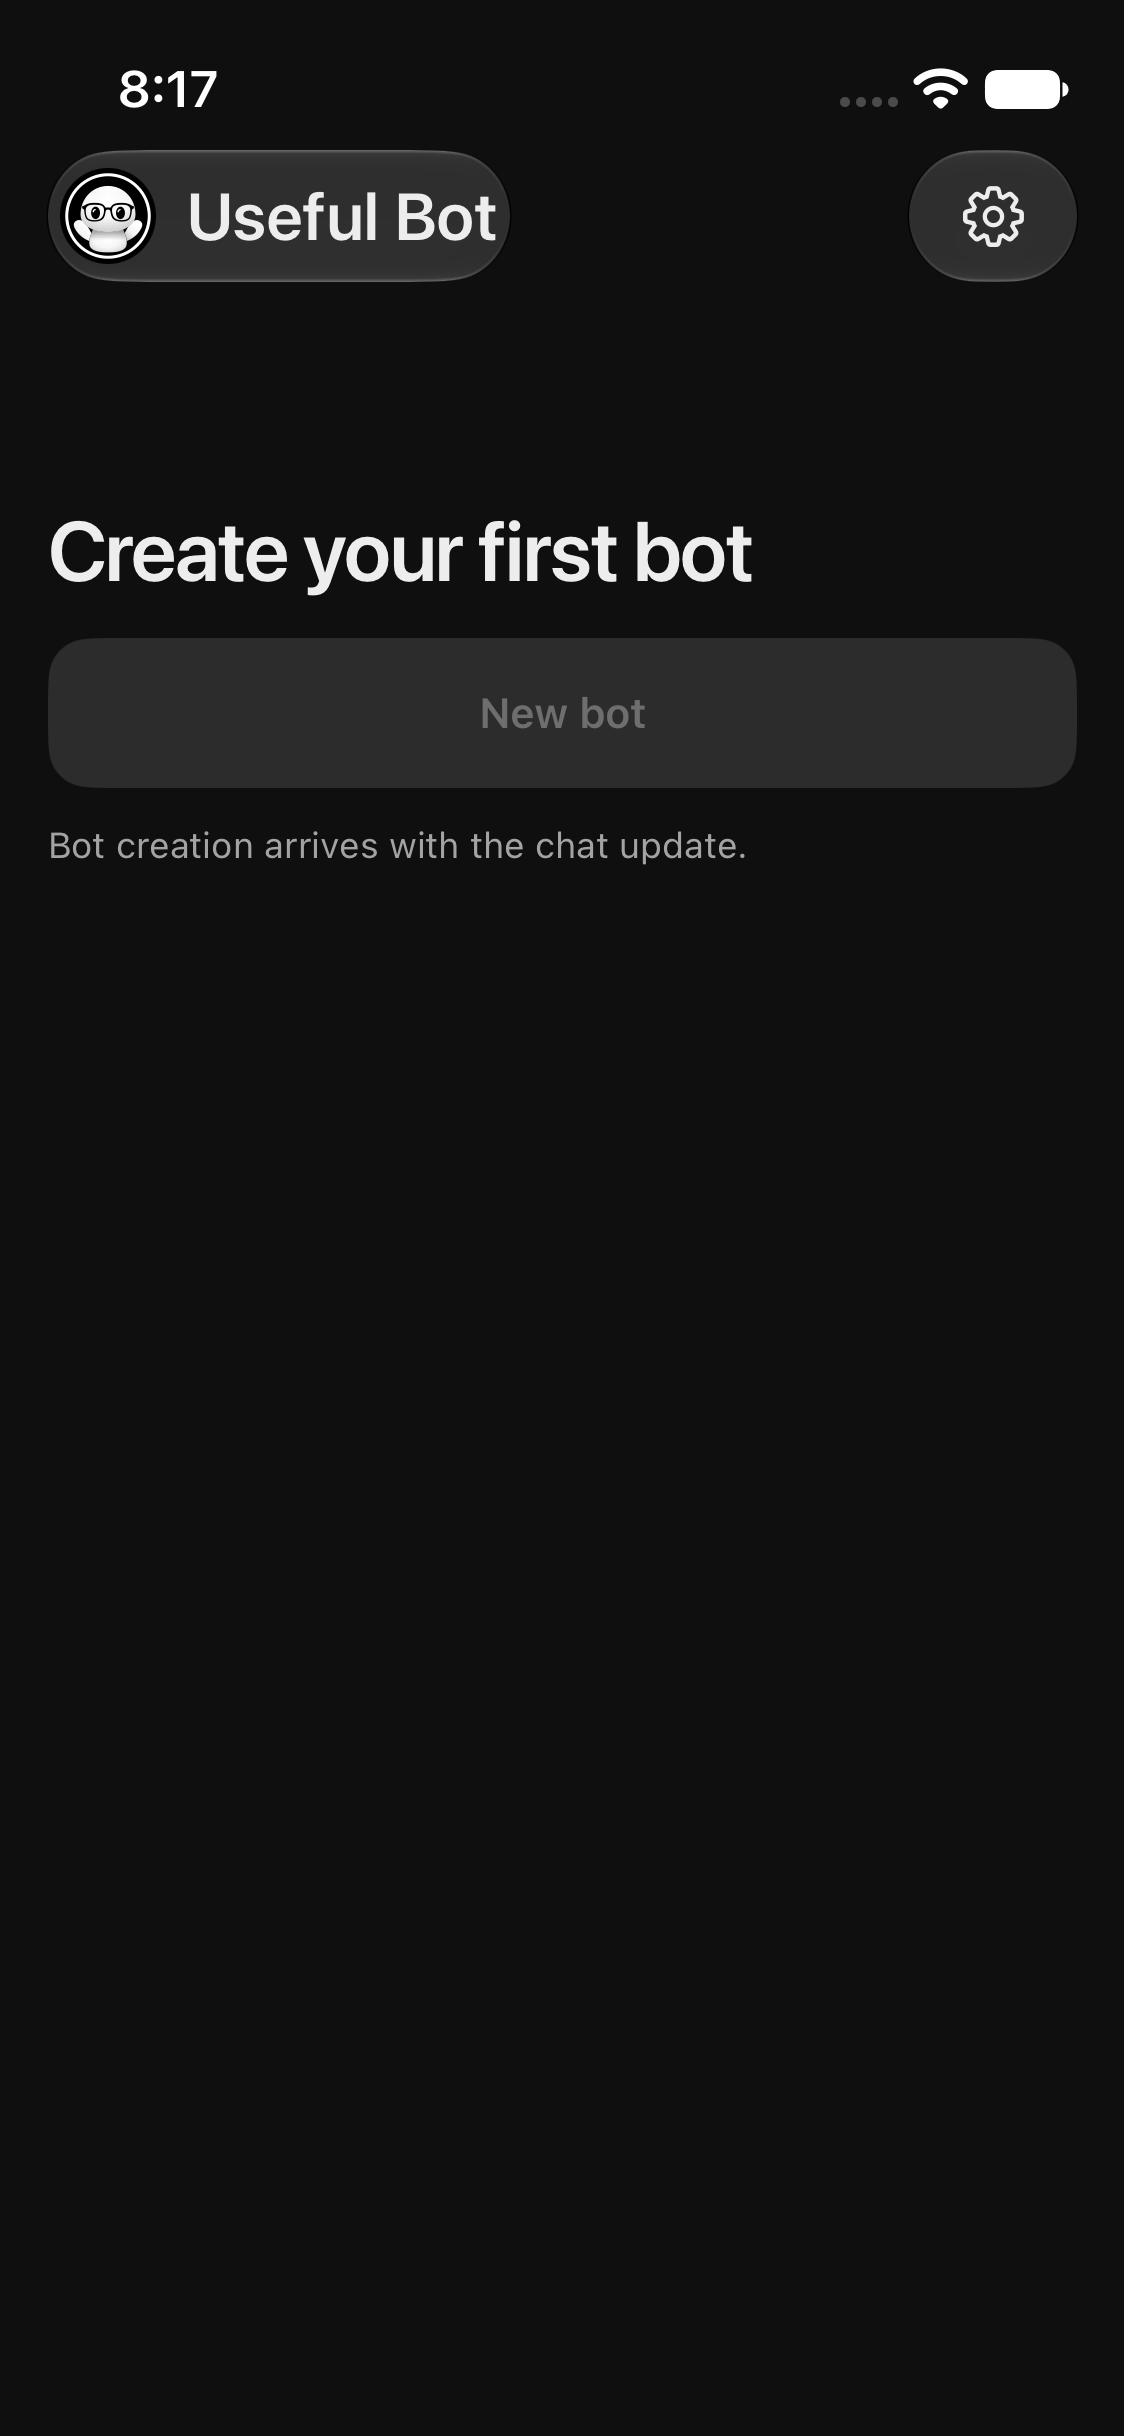 8:17
Useful Bot
Create your first bot
New bot
Bot creation arrives with the chat update.